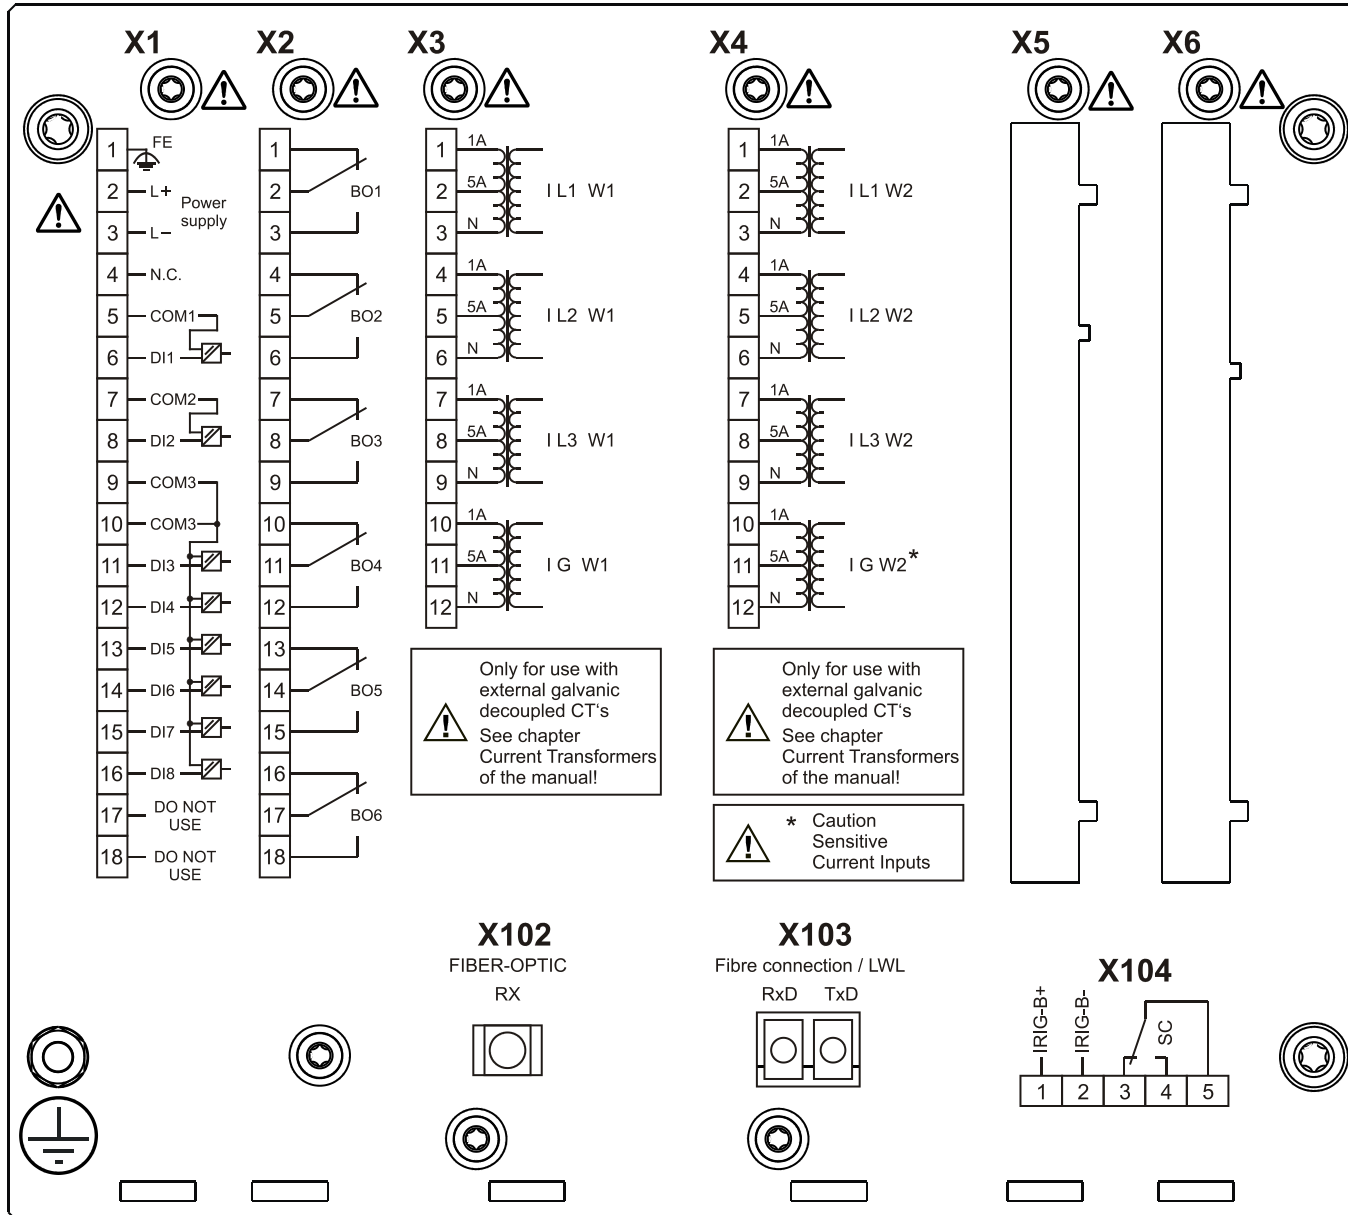 X1
X2
X3
X4
X5
X6
1 FE
2 L+
Power
supply
3 L−
4 N.C.
5 COM1
6 DI1
7 COM2
8 DI2
9 COM3
10 COM3
11 DI3
12 DI4
13 DI5
14 DI6
15 DI7
16 DI8
17 DO NOT
USE
18 DO NOT
USE
1
2 BO1
3
4
5 BO2
6
7
8 BO3
9
10
11 BO4
12
13
14 BO5
15
16
17 BO6
18
1 1A
2 5A I L1 W1
3 N
4 1A
5 5A I L2 W1
6 N
7 1A
8 5A I L3 W1
9 N
10 1A
11 5A I G W1
12 N
Only for use with
external galvanic
decoupled CT‘s
See chapter
Current Transformers
of the manual!
1 1A
2 5A I L1 W2
3 N
4 1A
5 5A I L2 W2
6 N
7 1A
8 5A I L3 W2
9 N
10 1A
11 5A I G W2*
12 N
Only for use with
external galvanic
decoupled CT‘s
See chapter
Current Transformers
of the manual!
* Caution
Sensitive
Current Inputs
X102
FIBER-OPTIC
RX
X103
Fibre connection / LWL
RxD TxD
X104
IRIG-B+
IRIG-B-
SC
1 2 3 4 5